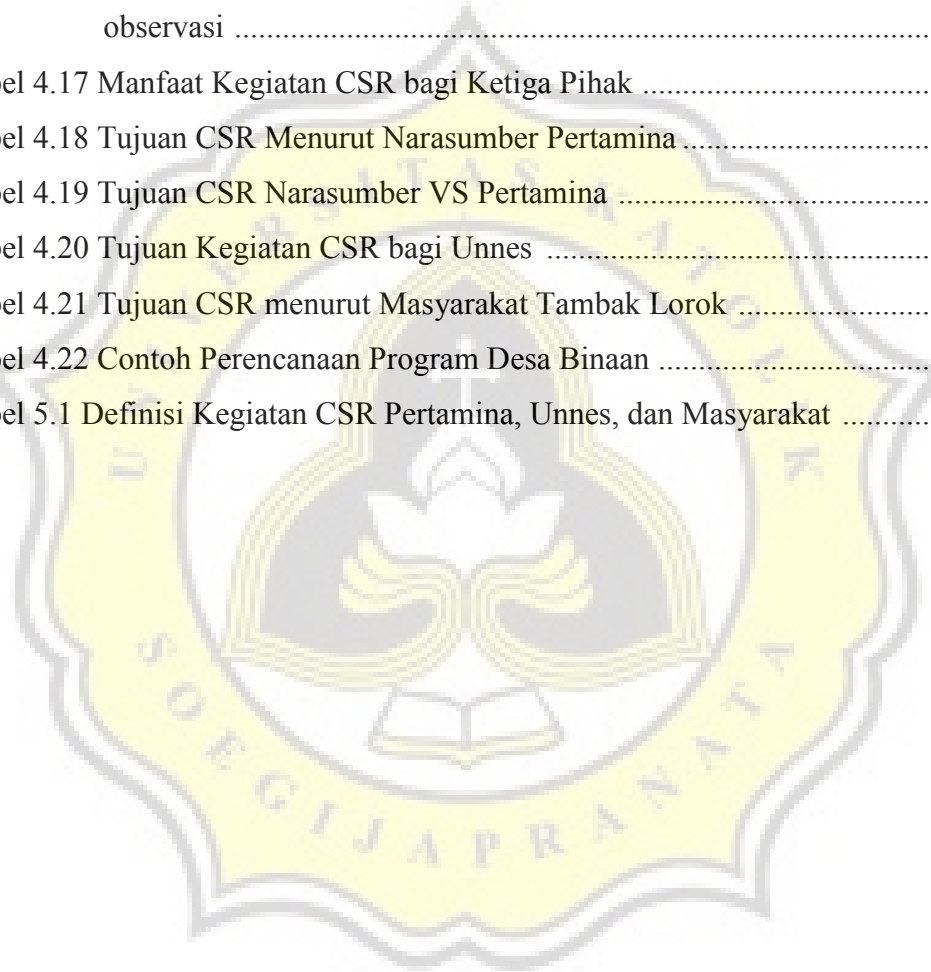 observasi ..........................................................................
bel 4.17 Manfaat Kegiatan CSR bagi Ketiga Pihak ..............................
bel 4.18 Tujuan CSR Menurut Narasumber Pertamina ..........................
bel 4.19 Tujuan CSR Narasumber VS Pertamina .................................
bel 4.20 Tujuan Kegiatan CSR bagi Unnes ........................................
bel 4.21 Tujuan CSR menurut Masyarakat Tambak Lorok ....................
bel 4.22 Contoh Perencanaan Program Desa Binaan ............................
bel 5.1 Definisi Kegiatan CSR Pertamina, Unnes, dan Masyarakat ...........
UNIVERSITAS KATOLIK
SOEGIJAPRANATA